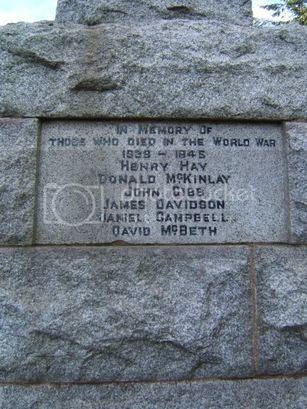 IN MEMORY OF
THOSE WHO DIED IN THE WORLD WAR
1939 - 1945
HENRY HAY
DONALD MCKINLAY
JOHN GIBB
JAMES DAVIDSON
DANIEL CAMPBELL
DAVID MCBETH